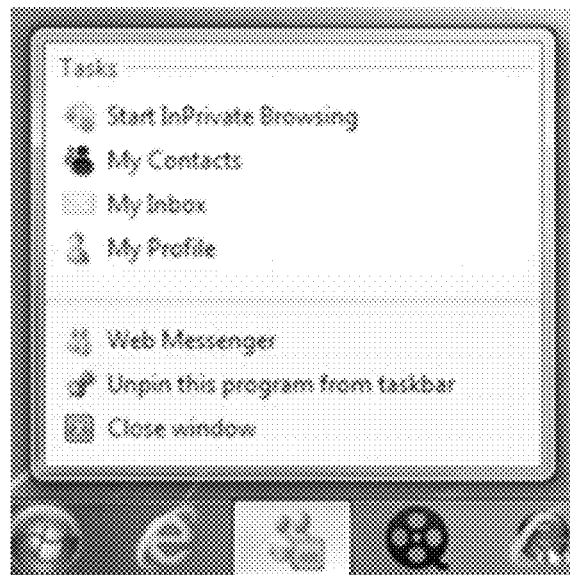 Tasks
Start InPrivate Browsing
My Contacts
My Inbox
My Profile
Web Messenger
Unpin this program from taskbar
Close window